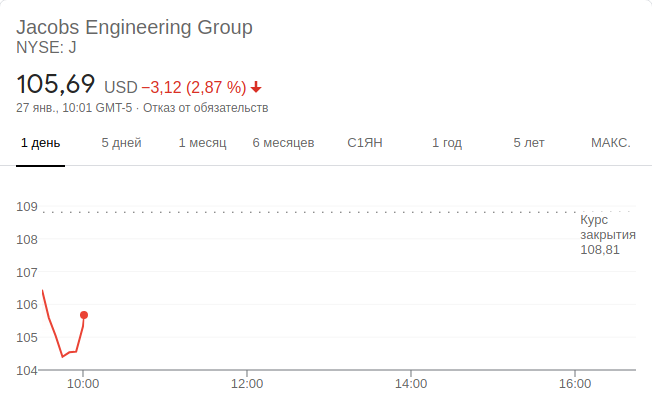 Jacobs Engineering Group
NYSE: J
105,69 USD −3,12 (2,87 %)
27 янв., 10:01 GMT-5 · Отказ от обязательств
1 день 5 дней 1 месяц 6 месяцев С1ЯН 1 год 5 лет МАКС.
109
Курс
закрытия
108,81
108
107
106
105
104
10:00 12:00 14:00 16:00